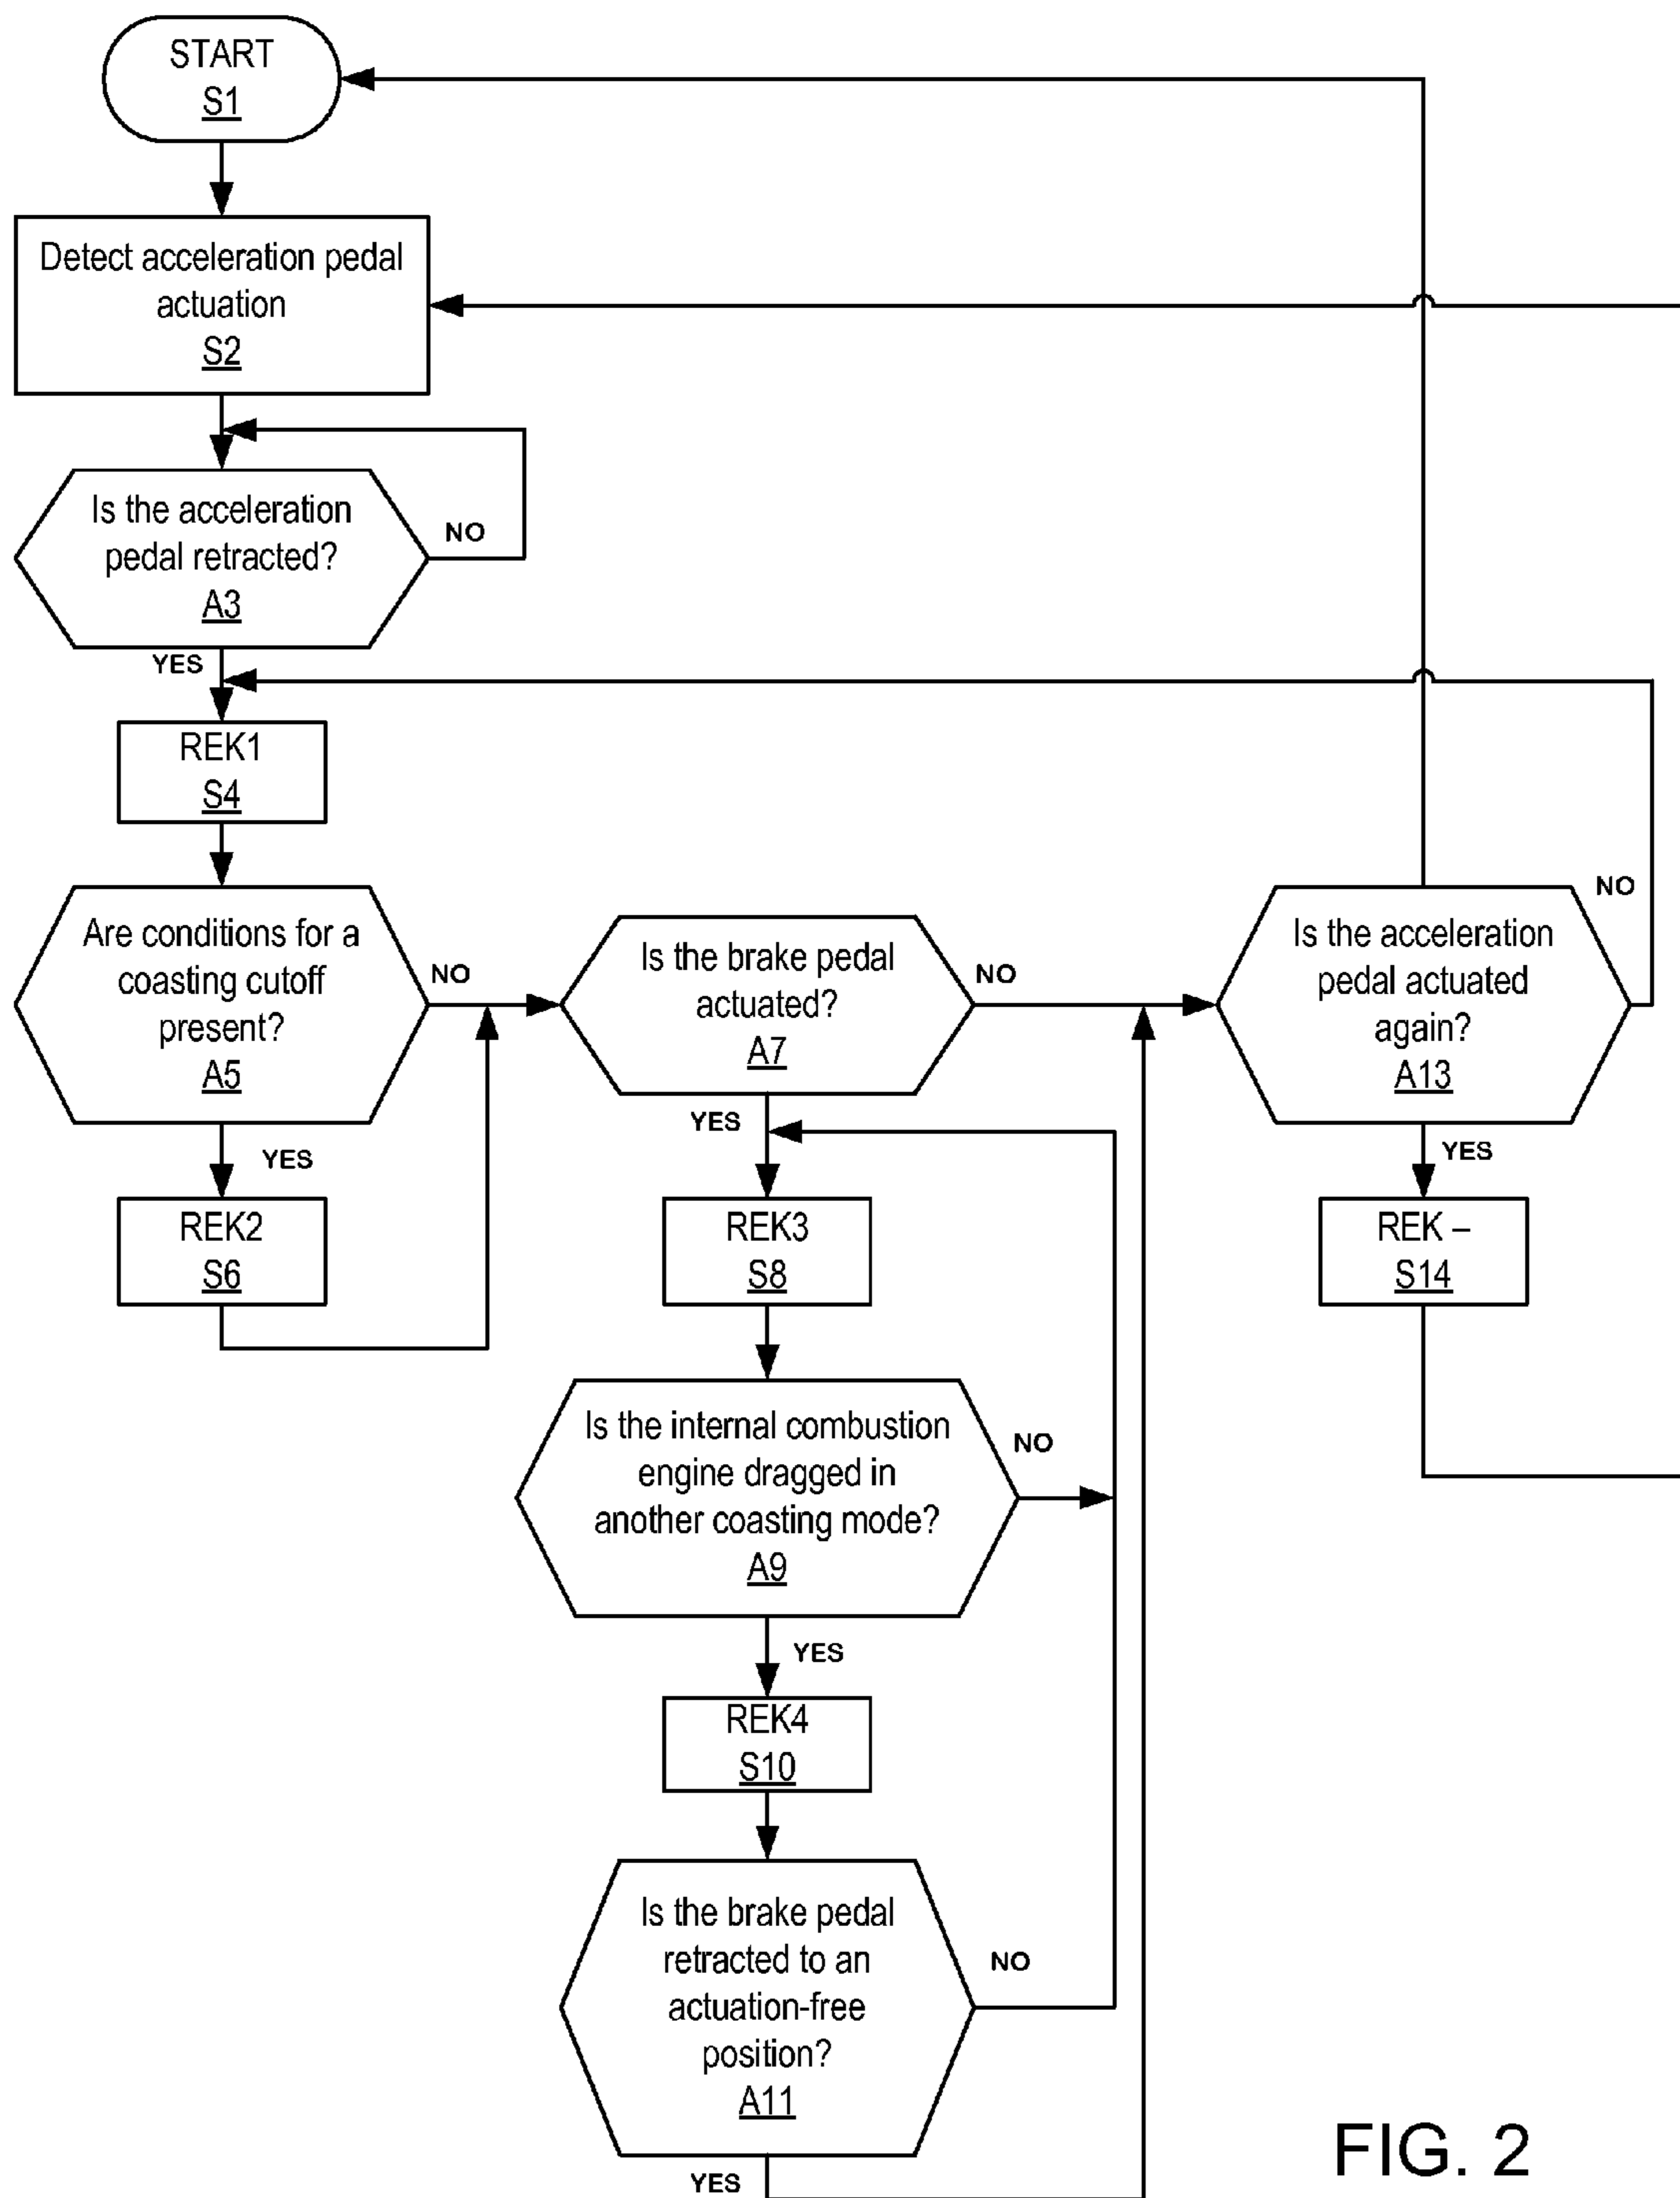 START
S1
Detect acceleration pedal
actuation
S2
Is the acceleration
pedal retracted?
A3
NO
YES
REK1
S4
Are conditions for a
coasting cutoff
present?
A5
NO
YES
REK2
S6
Is the brake pedal
actuated?
A7
NO
YES
REK3
S8
Is the internal combustion
engine dragged in
another coasting mode?
A9
NO
YES
REK4
S10
Is the brake pedal
retracted to an
actuation-free
position?
A11
NO
YES
Is the acceleration
pedal actuated
again?
A13
NO
YES
REK –
S14
FIG. 2